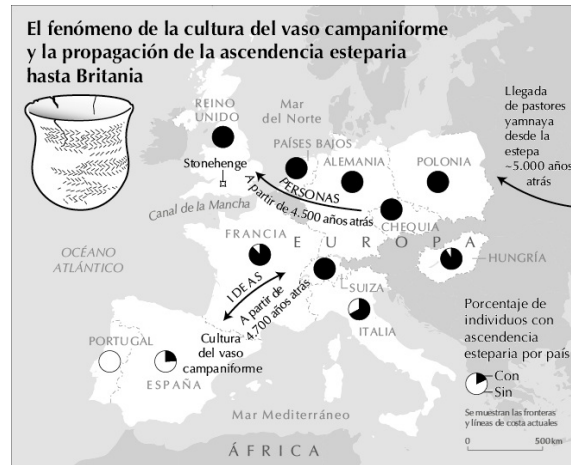 El fenómeno de la cultura del vaso campaniforme
y la propagación de la ascendencia esteparia
hasta Britania
REINO
UNIDO
Mar
del Norte
PAÍSES BAJOS
ALEMANIA
POLONIA
Llegada
de pastores
yamnaya
desde la
estepa
~5.000 años
atrás
Stonehenge
PERSONAS
A partir de 4.500 años atrás
Canal de la Mancha
CHEQUIA
FRANCIA
EUROPA
HUNGRÍA
OCÉANO
ATLÁNTICO
IDEAS
A partir de
4.700 años atrás
SUIZA
ITALIA
Porcentaje de
individuos con
ascendencia
esteparia por país
Con
Sin
PORTUGAL
ESPAÑA
Cultura
del vaso
campaniforme
Se muestran las fronteras
y líneas de costa actuales
0 500km
Mar Mediterráneo
ÁFRICA